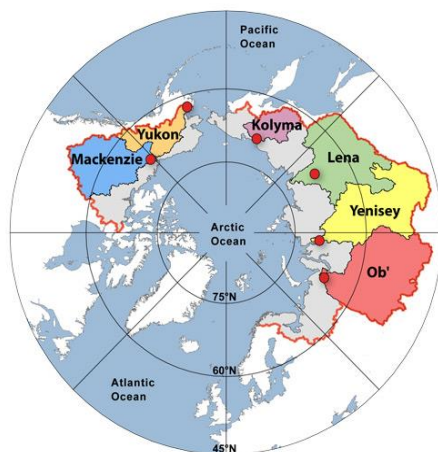 Pacific
Ocean
Kolyma
Yukon
Mackenzie
Lena
Yenisey
Arctic
Ocean
Ob'
75°N
60°N
Atlantic
Ocean
45°N